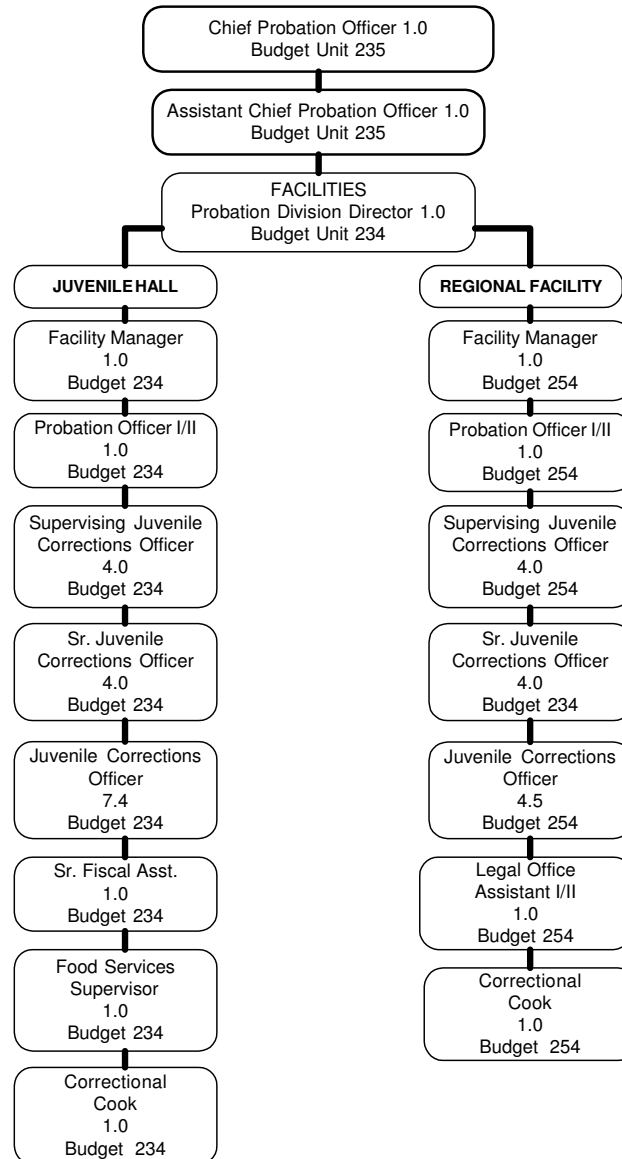 Chief Probation Officer 1.0
Budget Unit 235
Assistant Chief Probation Officer 1.0
Budget Unit 235
FACILITIES
Probation Division Director 1.0
Budget Unit 234
JUVENILE HALL
Facility Manager
1.0
Budget 234
Probation Officer I/II
1.0
Budget 234
Supervising Juvenile
Corrections Officer
4.0
Budget 234
Sr. Juvenile
Corrections Officer
4.0
Budget 234
Juvenile Corrections
Officer
7.4
Budget 234
Sr. Fiscal Asst.
1.0
Budget 234
Food Services
Supervisor
1.0
Budget 234
Correctional
Cook
1.0
Budget 234
REGIONAL FACILITY
Facility Manager
1.0
Budget 254
Probation Officer I/II
1.0
Budget 254
Supervising Juvenile
Corrections Officer
4.0
Budget 254
Sr. Juvenile
Corrections Officer
4.0
Budget 234
Juvenile Corrections
Officer
4.5
Budget 254
Legal Office
Assistant I/II
1.0
Budget 254
Correctional
Cook
1.0
Budget 254